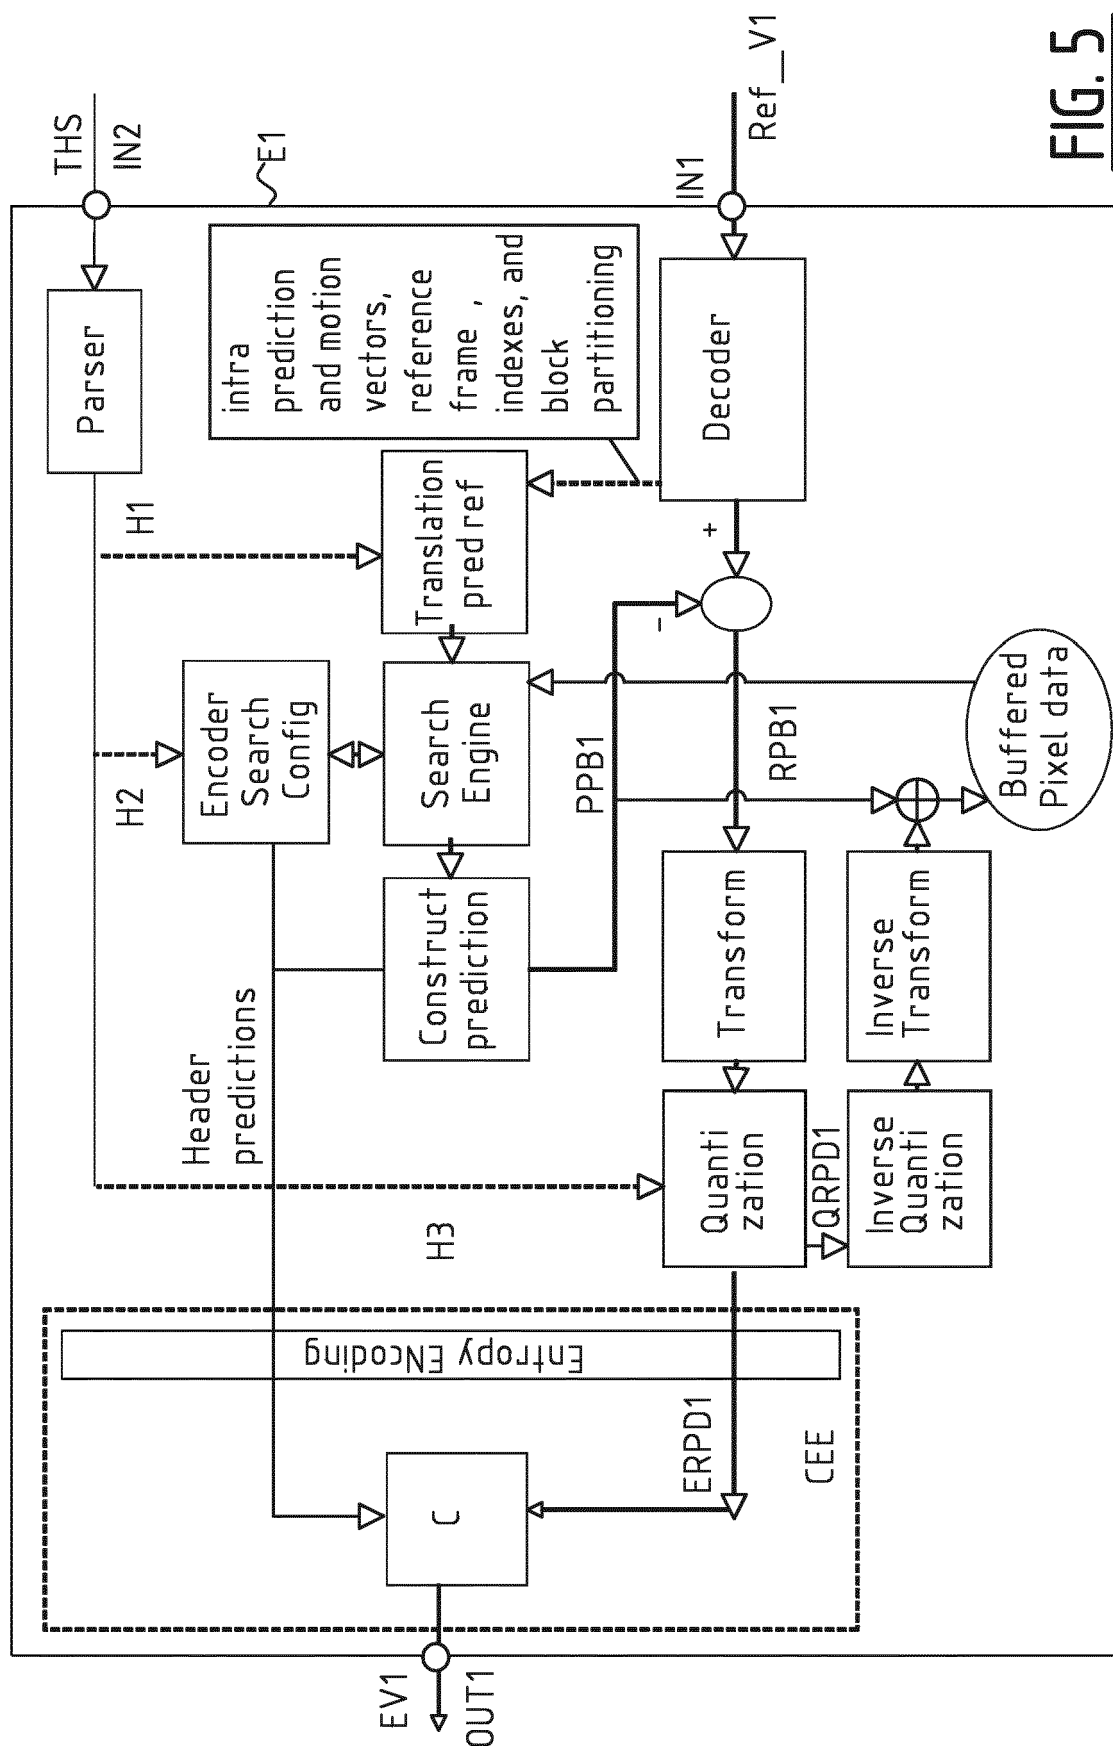 THS
IN2
E1
Parser
H1
H2
H3
intra
prediction
and motion
vectors,
reference
frame ,
indexes, and
block
partitioning
IN1
Ref_V1
Decoder
+
-
Translation
pred ref
Encoder
Search
Config
Search
Engine
Construct
prediction
Header
predictions
PPB1
RPB1
Transform
Quanti
zation
QRPD1
Inverse
Quanti
zation
Inverse
Transform
Buffered
Pixel data
Entropy ENcoding
C
ERPD1
CEE
EV1
OUT1
FIG. 5